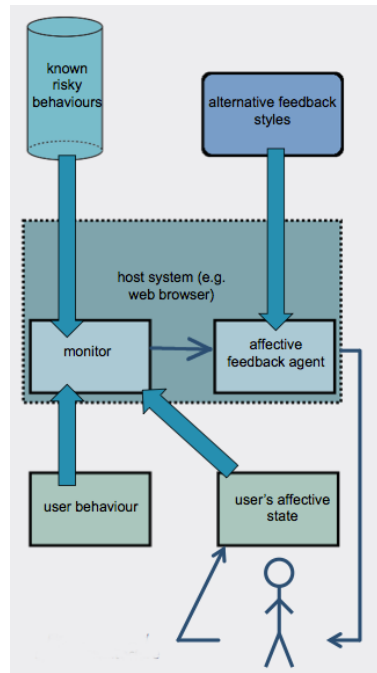 known
risky
behaviours
alternative feedback
styles
host system (e.g.
web browser)
monitor
affective
feedback agent
user behaviour
user's affective
state